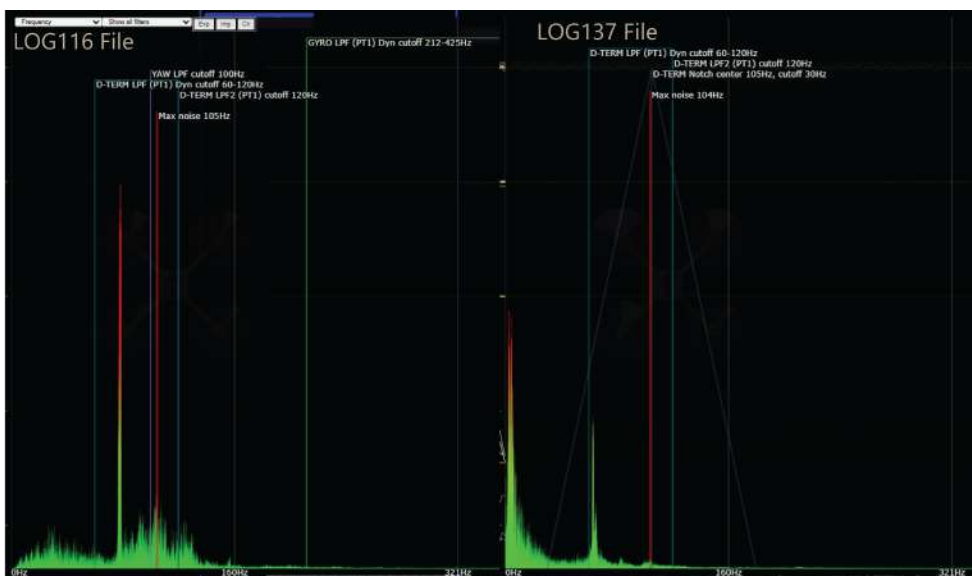 Frequency
Show all filters
Exp
Img
Clr
LOG116 File
GYRO LPF (PT1) Dyn cutoff 212-425Hz
YAW LPF cutoff 100Hz
D-TERM LPF (PT1) Dyn cutoff 60-120Hz
D-TERM LPF2 (PT1) cutoff 120Hz
Max noise 105Hz
0Hz
160Hz
321Hz
LOG137 File
D-TERM LPF (PT1) Dyn cutoff 60-120Hz
D-TERM LPF2 (PT1) cutoff 120Hz
D-TERM Notch center 105Hz, cutoff 30Hz
Max noise 104Hz
0Hz
160Hz
321Hz